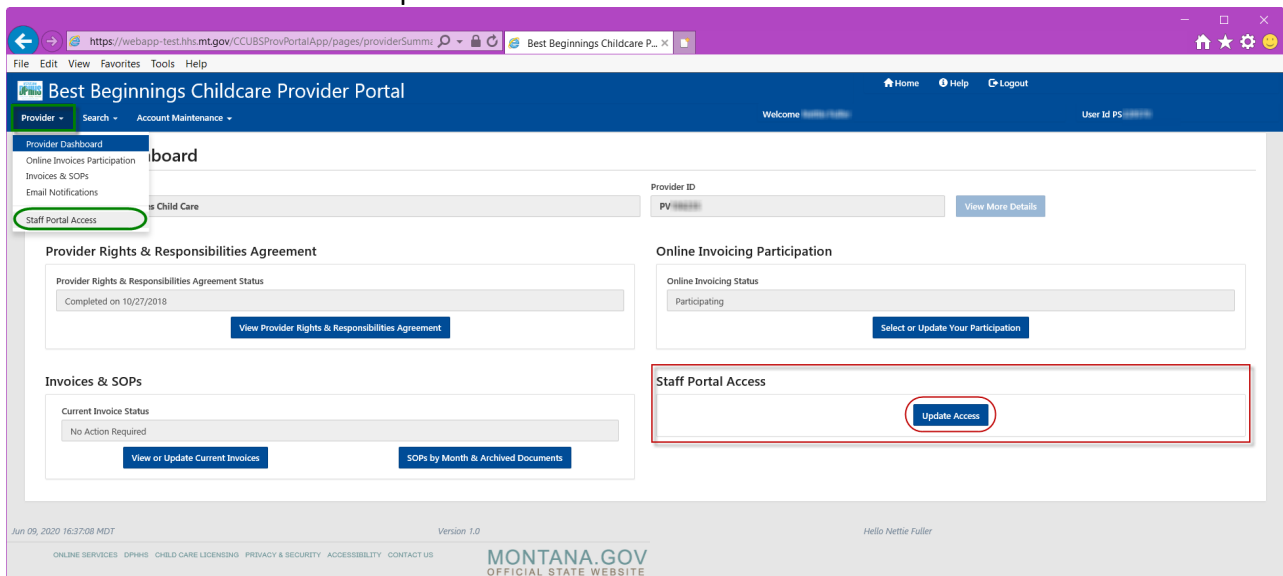 https://webapp-test.hhs.mt.gov/CCUBSProvPortalApp/pages/providerSumma
Best Beginnings Childcare P...
File Edit View Favorites Tools Help
Best Beginnings Childcare Provider Portal
Home Help Logout
Provider Search Account Maintenance
Welcome
User Id PS
Provider Dashboard
Online Invoices Participation
Invoices & SOPs
Email Notifications
Staff Portal Access
board
s Child Care
Provider ID
PV
View More Details
Provider Rights & Responsibilities Agreement
Provider Rights & Responsibilities Agreement Status
Completed on 10/27/2018
View Provider Rights & Responsibilities Agreement
Online Invoicing Participation
Online Invoicing Status
Participating
Select or Update Your Participation
Invoices & SOPs
Current Invoice Status
No Action Required
View or Update Current Invoices
SOPs by Month & Archived Documents
Staff Portal Access
Update Access
Jun 09, 2020 16:37:08 MDT
Version 1.0
Hello Nettie Fuller
ONLINE SERVICES DPHHS CHILD CARE LICENSING PRIVACY & SECURITY ACCESSIBILITY CONTACT US
MONTANA.GOV
OFFICIAL STATE WEBSITE